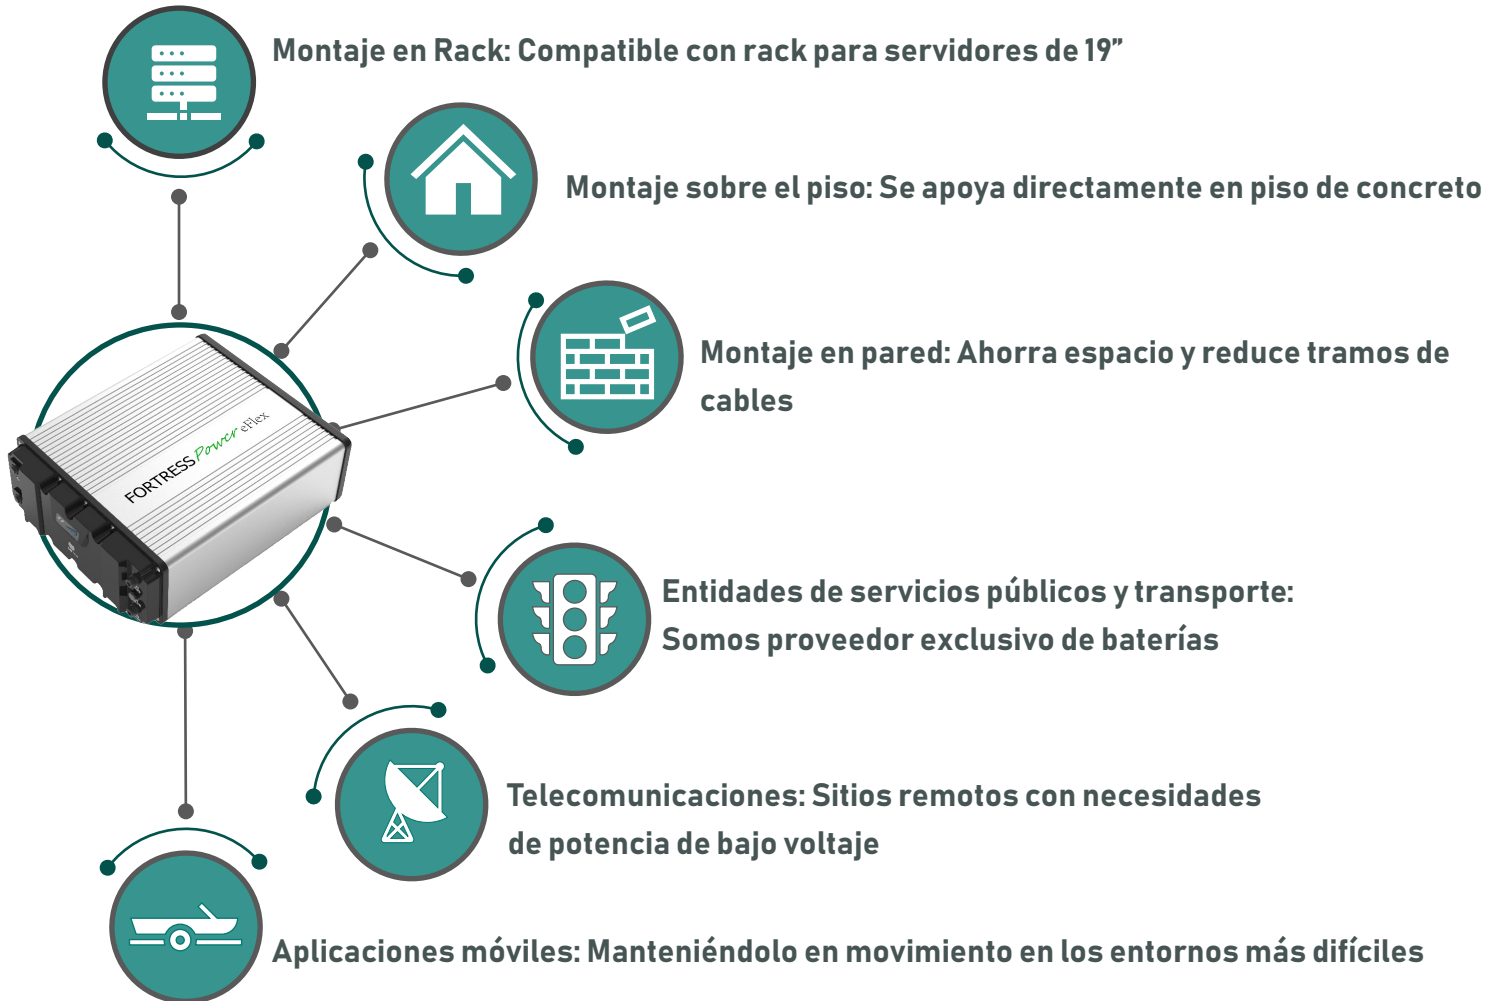 Montaje en Rack: Compatible con rack para servidores de 19”
Montaje sobre el piso: Se apoya directamente en piso de concreto
Montaje en pared: Ahorra espacio y reduce tramos de
cables
FORTRESS Power eFlex
Entidades de servicios públicos y transporte:
Somos proveedor exclusivo de baterías
Telecomunicaciones: Sitios remotos con necesidades
de potencia de bajo voltaje
Aplicaciones móviles: Manteniéndolo en movimiento en los entornos más difíciles